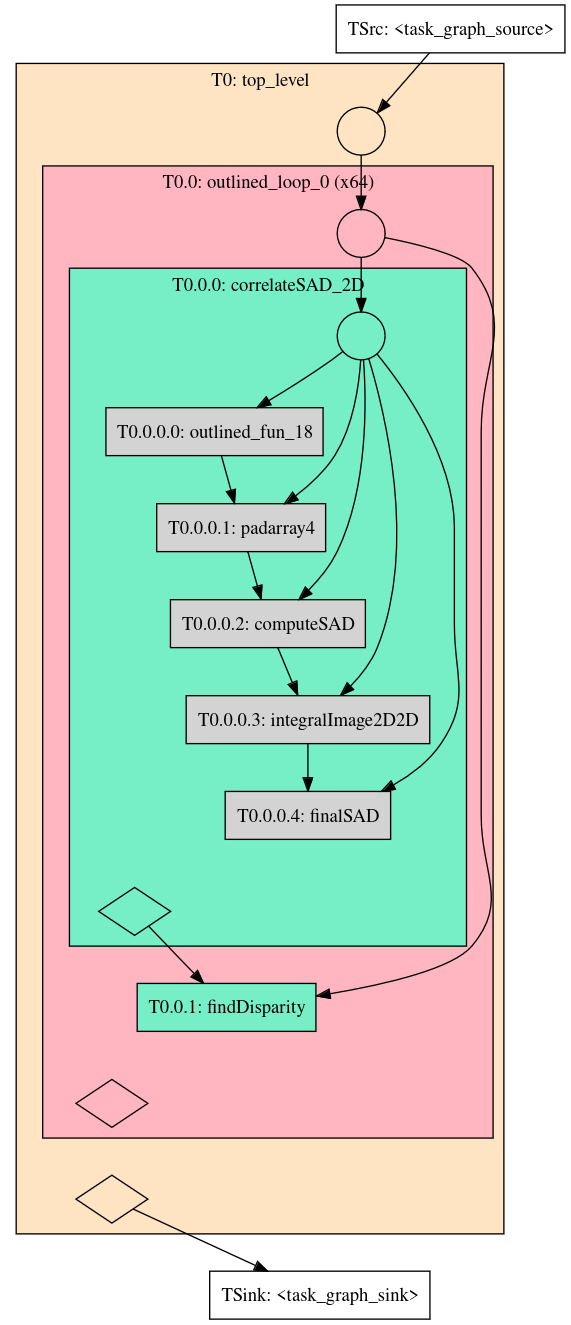 TSrc: <task_graph_source>
T0: top_level
T0.0: outlined_loop_0 (x64)
T0.0.0: correlateSAD_2D
T0.0.0.0: outlined_fun_18
T0.0.0.1: padarray4
T0.0.0.2: computeSAD
T0.0.0.3: integralImage2D2D
T0.0.0.4: finalSAD
T0.0.1: findDisparity
TSink: <task_graph_sink>